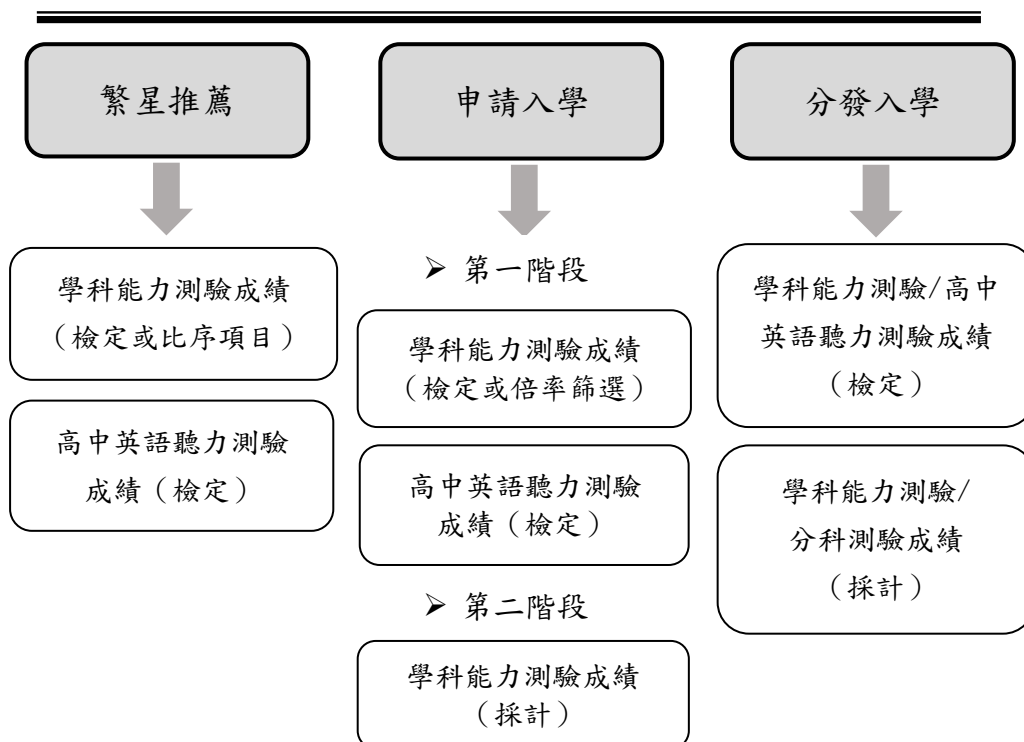 繁星推薦
學科能力測驗成績
（檢定或比序項目）
高中英語聽力測驗
成績（檢定）
申請入學
➢ 第一階段
學科能力測驗成績
（檢定或倍率篩選）
高中英語聽力測驗
成績（檢定）
➢ 第二階段
學科能力測驗成績
（採計）
分發入學
學科能力測驗/高中
英語聽力測驗成績
（檢定）
學科能力測驗/
分科測驗成績
（採計）